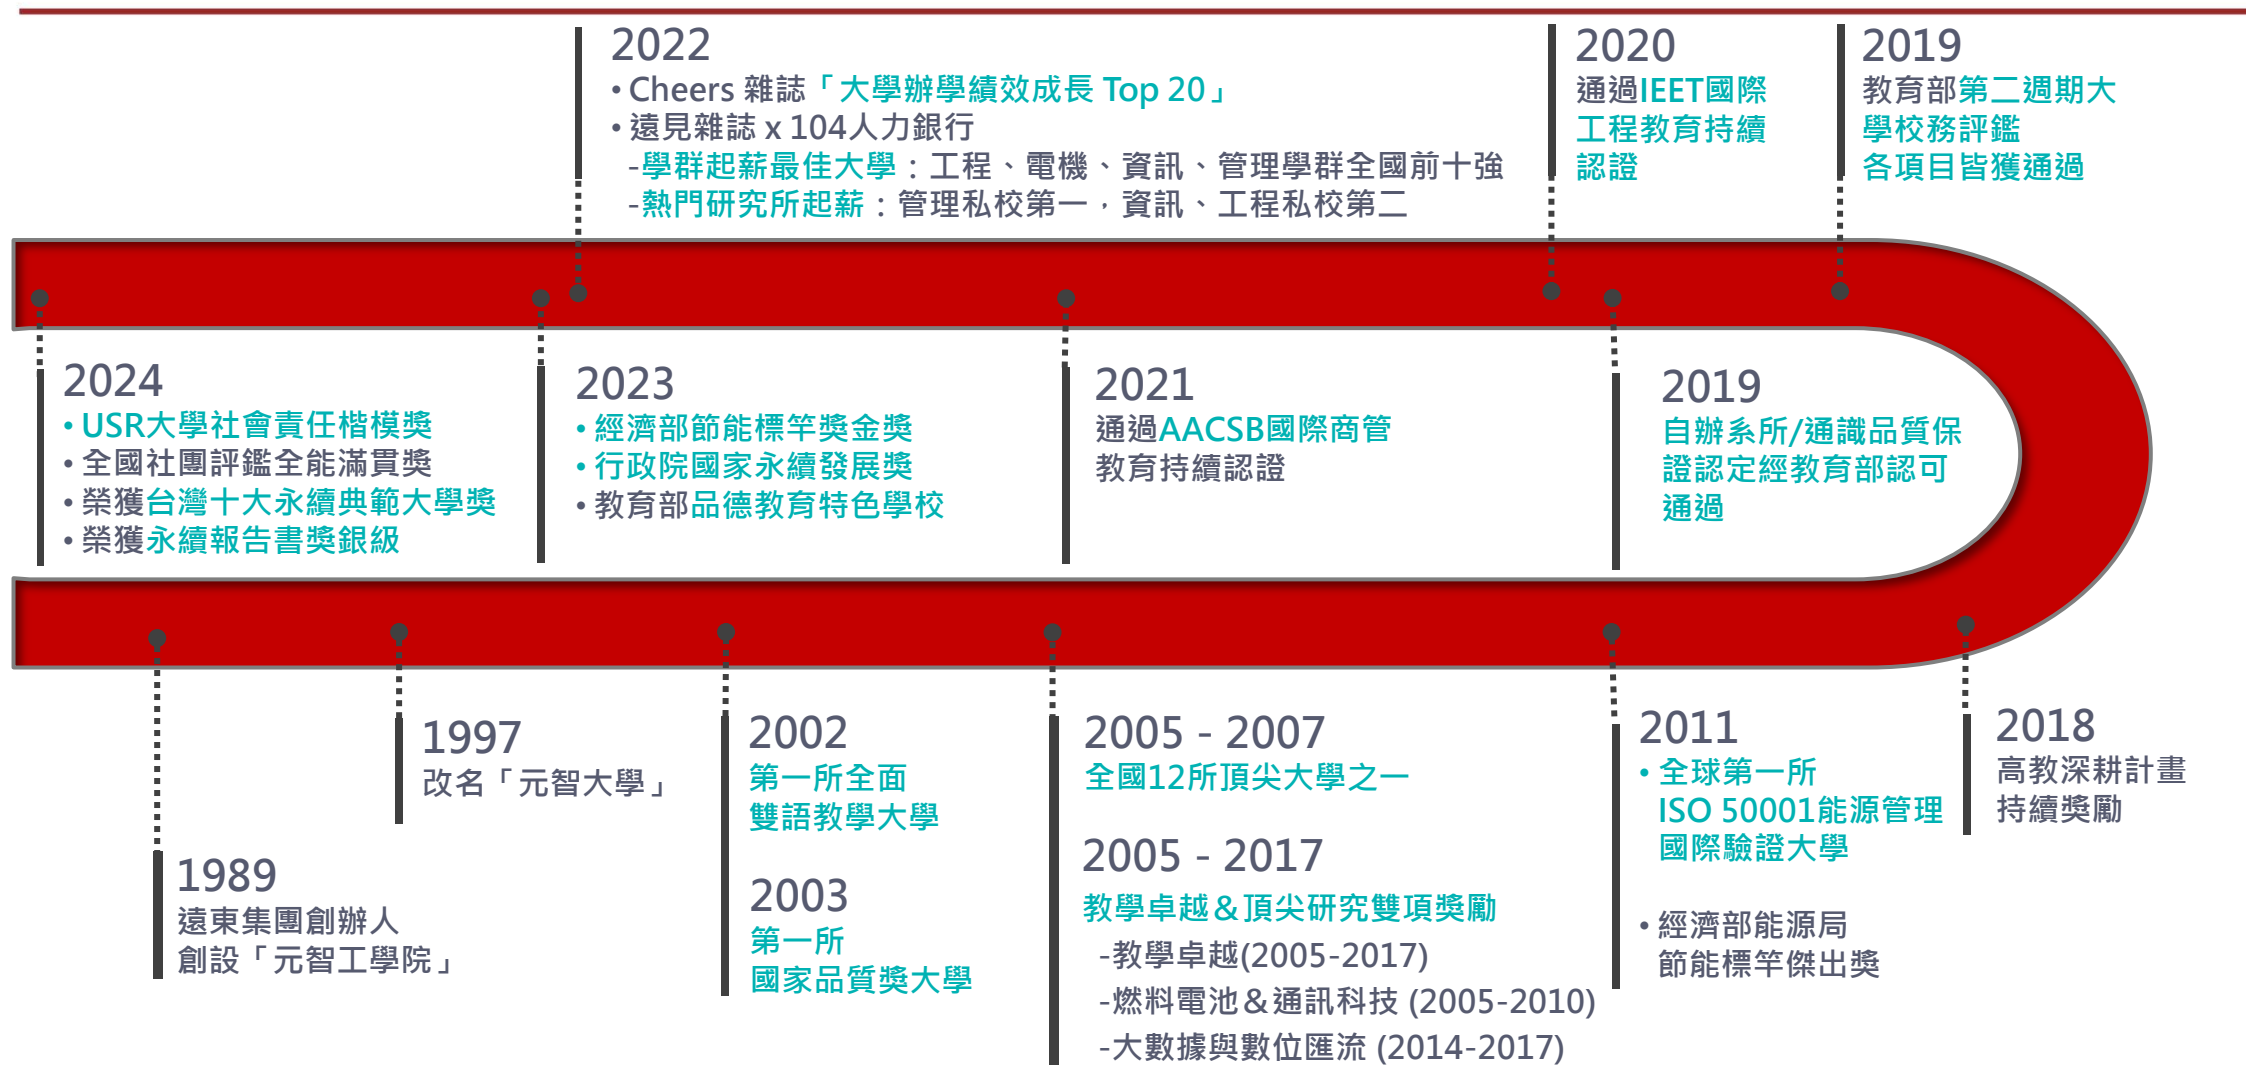 2022
• Cheers 雜誌「大學辦學績效成長 Top 20」
• 遠見雜誌 x 104人力銀行
-學群起薪最佳大學：工程、電機、資訊、管理學群全國前十強
-熱門研究所起薪：管理私校第一，資訊、工程私校第二
2020
通過IEET國際
工程教育持續
認證
2019
教育部第二週期大
學校務評鑑
各項目皆獲通過
2024
• USR大學社會責任楷模獎
• 全國社團評鑑全能滿貫獎
• 榮獲台灣十大永續典範大學獎
• 榮獲永續報告書獎銀級
2023
• 經濟部節能標竿獎金獎
• 行政院國家永續發展獎
• 教育部品德教育特色學校
2021
通過AACSB國際商管
教育持續認證
2019
自辦系所/通識品質保
證認定經教育部認可
通過
1989
遠東集團創辦人
創設「元智工學院」
1997
改名「元智大學」
2002
第一所全面
雙語教學大學
2003
第一所
國家品質獎大學
2005 - 2007
全國12所頂尖大學之一
2005 - 2017
教學卓越＆頂尖研究雙項獎勵
-教學卓越(2005-2017)
-燃料電池＆通訊科技 (2005-2010)
-大數據與數位匯流 (2014-2017)
2011
• 全球第一所
ISO 50001能源管理
國際驗證大學
• 經濟部能源局
節能標竿傑出獎
2018
高教深耕計畫
持續獎勵